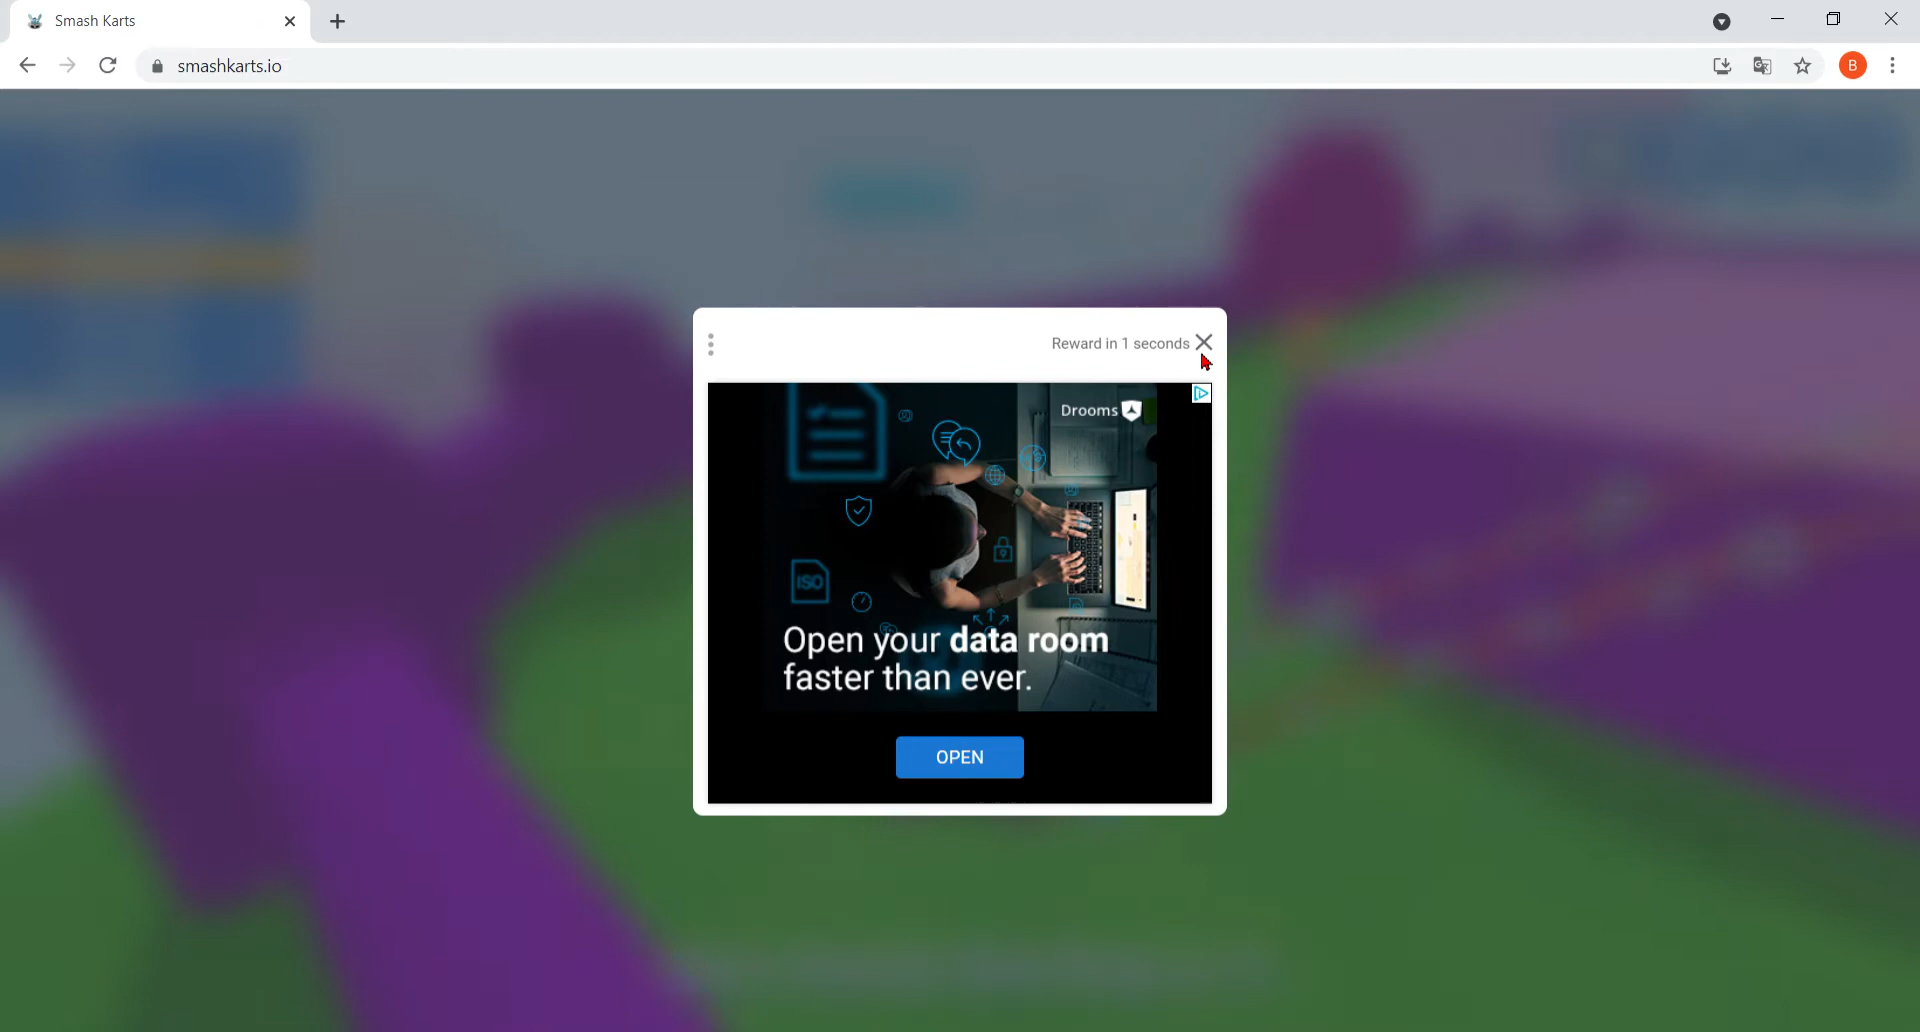 Smash Karts
smashkarts.io
B
Reward in 1 seconds
Drooms
ISO
Open your data room
faster than ever.
OPEN